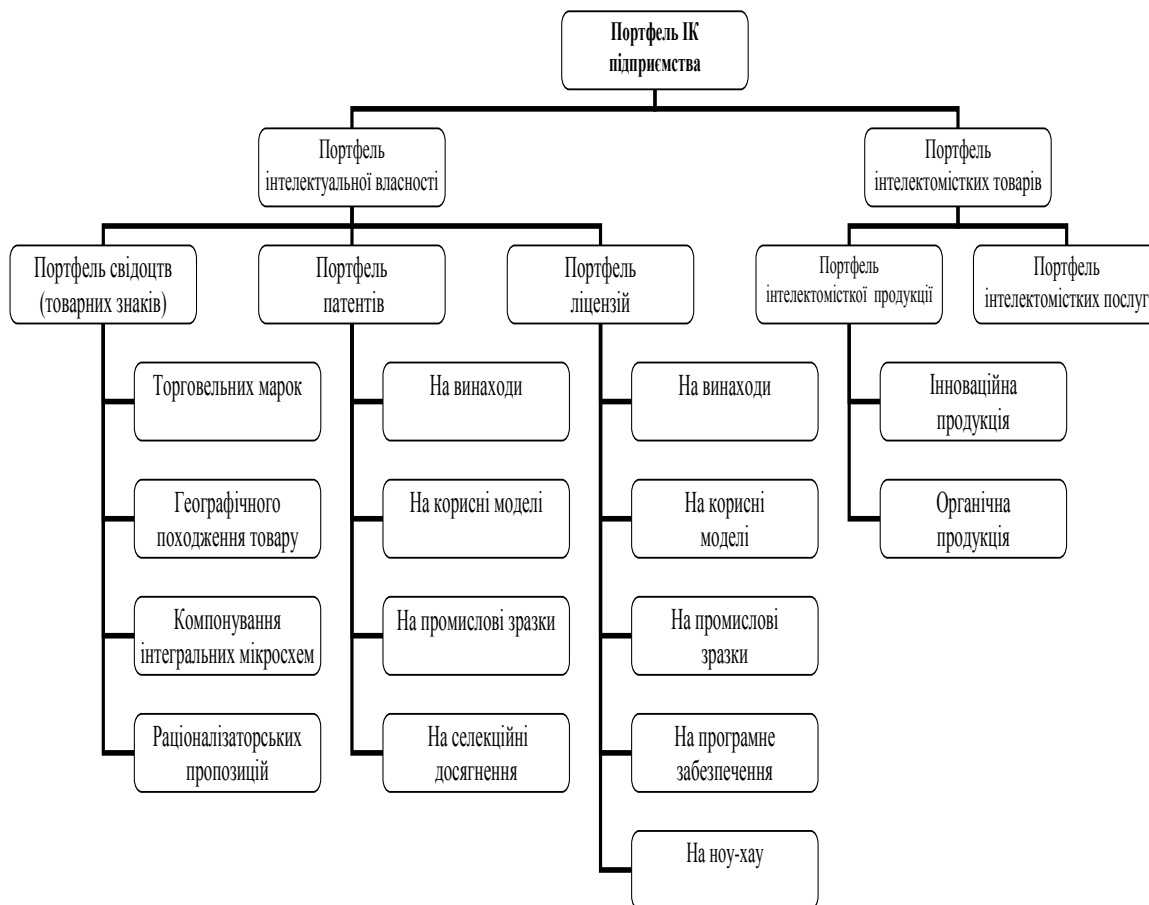 Портфель ІК
підприємства
Портфель
інтелектуальної власності
Портфель
інтелектомістких товарів
Портфель свідоцтв
(товарних знаків)
Портфель
патентів
Портфель
ліцензій
Портфель
інтелектомісткої продукції
Портфель
інтелектомістких послуг
Торговельних марок
Географічного
походження товару
Компонування
інтегральних мікросхем
Раціоналізаторських
пропозицій
На винаходи
На корисні моделі
На промислові зразки
На селекційні
досягнення
На винаходи
На корисні
моделі
На промислові
зразки
На програмне
забезпечення
На ноу-хау
Інноваційна
продукція
Органічна
продукція